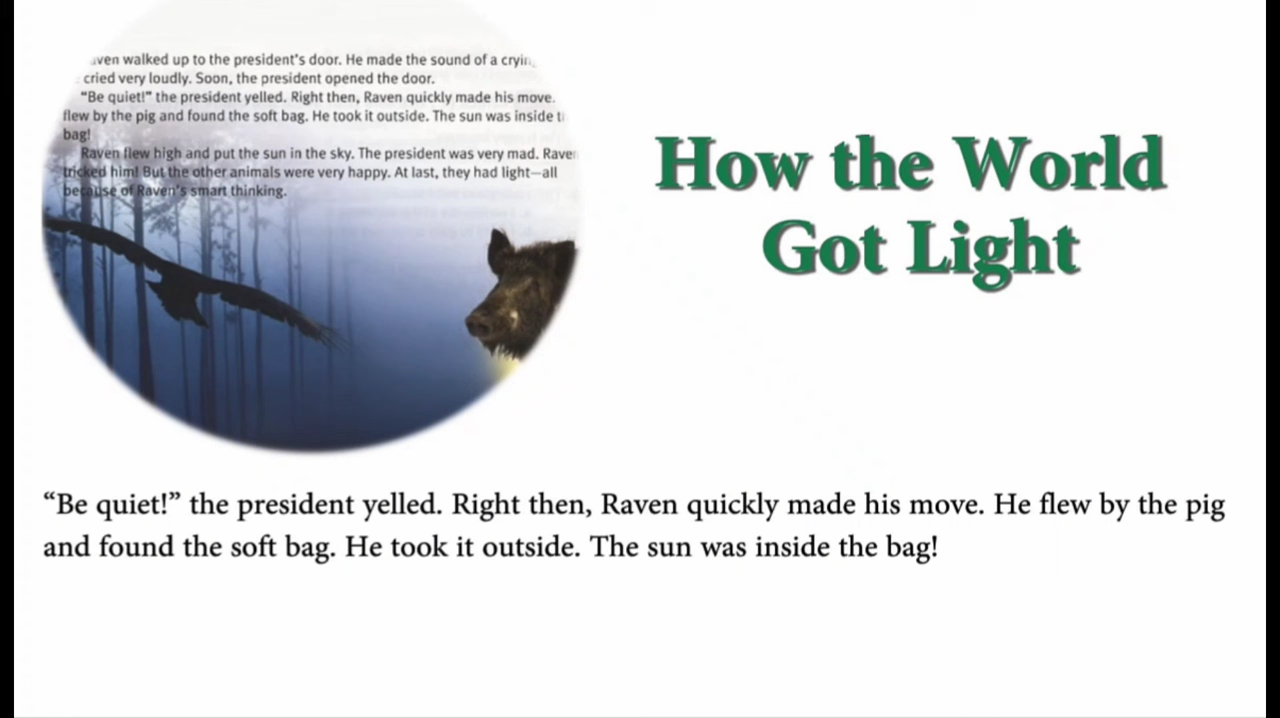 walked up to the president's door. He made the sound of a
cried very loudly. Soon, the president opened the door.
"Be quiet!" the president yelled. Right then, Raven quickly made his move.
flew by the pig and found the soft bag. He took it outside. The sun was inside
bag!
Raven flew high and put the sun in the sky. The president was very mad.
tricked him! But the other animals were very happy. At last, they had light—all
because of Raven's smart thinking.
How the World
Got Light
“Be quiet!” the president yelled. Right then, Raven quickly made his move. He flew by the pig
and found the soft bag. He took it outside. The sun was inside the bag!